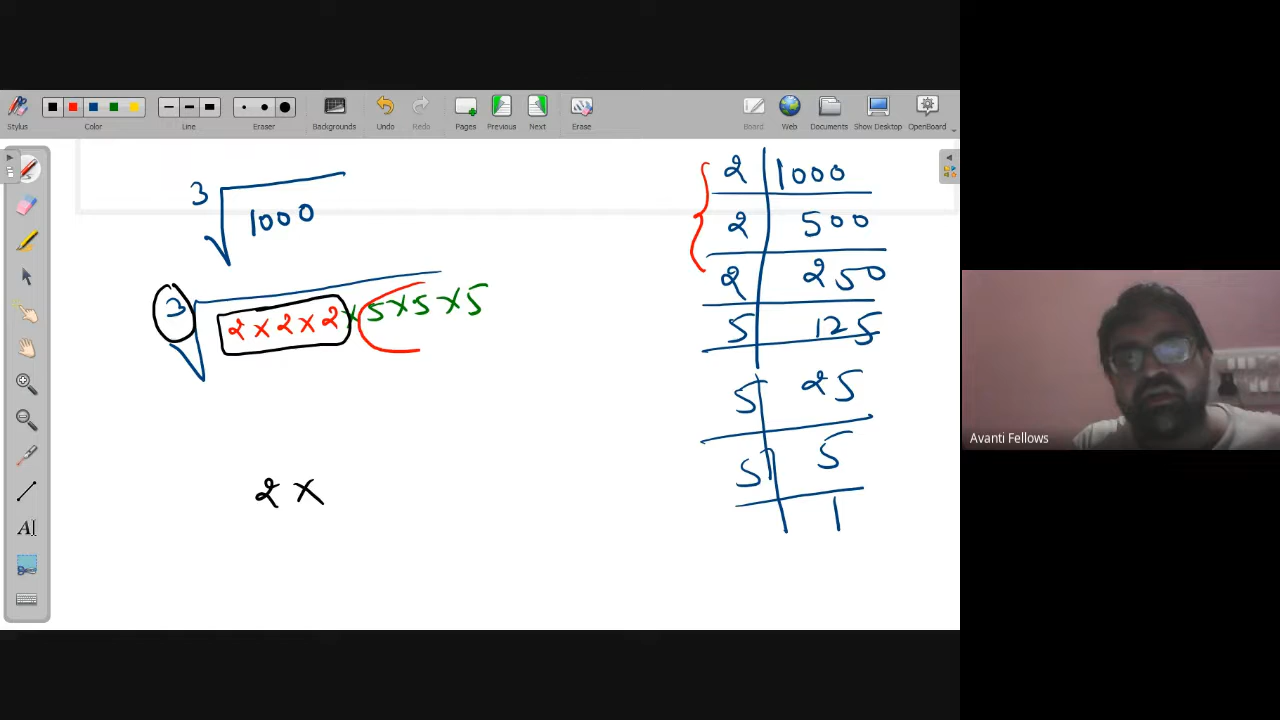 Stylus Color Line Eraser Backgrounds Undo Redo Pages Previous Next Erase Board Web Documents Show Desktop OpenBoard
∛1000
∛2×2×2×5×5×5
2×
2 | 1000
2 | 500
2 | 250
5 | 125
5 | 25
5 | 5
| 1
AI
Avanti Fellows